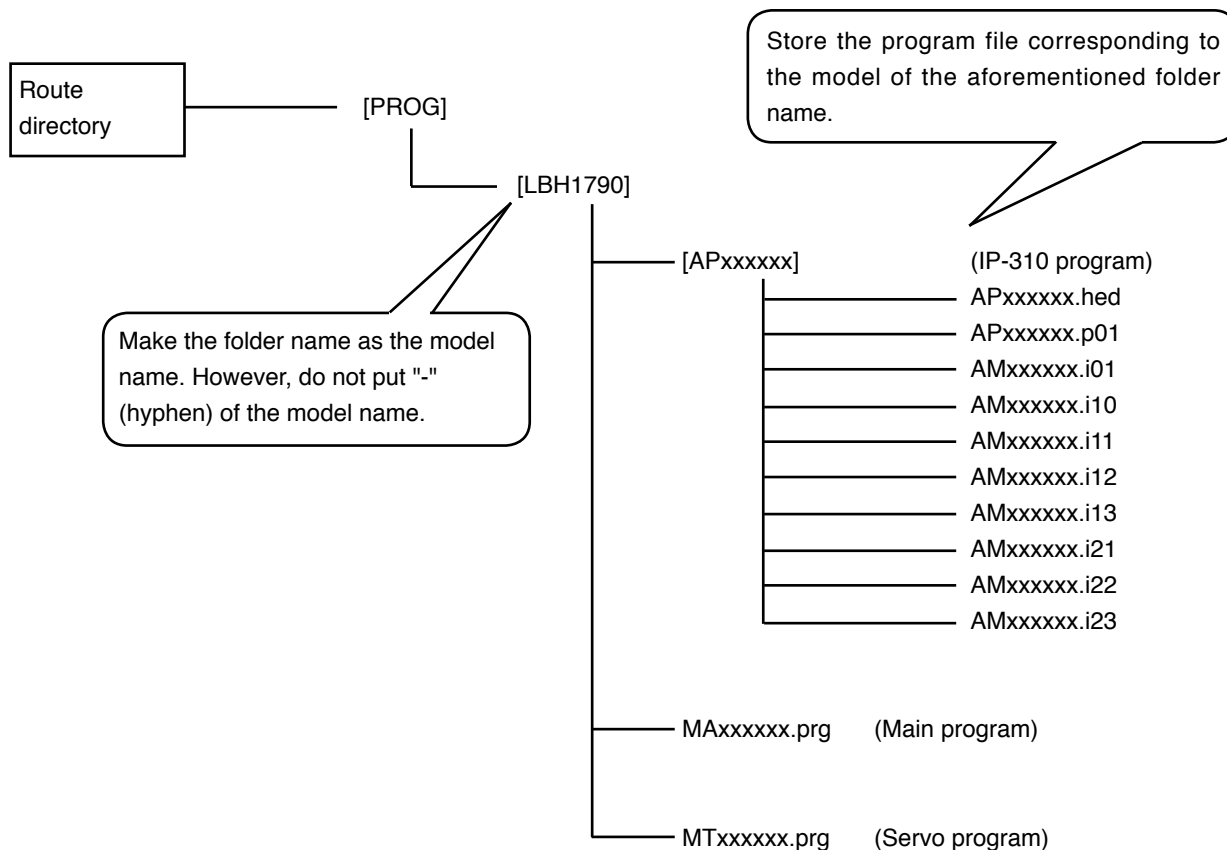 Store the program file corresponding to
the model of the aforementioned folder
name.
Route
directory
[PROG]
[LBH1790]
[APxxxxxx]
(IP-310 program)
APxxxxxx.hed
APxxxxxx.p01
AMxxxxxx.i01
AMxxxxxx.i10
AMxxxxxx.i11
AMxxxxxx.i12
AMxxxxxx.i13
AMxxxxxx.i21
AMxxxxxx.i22
AMxxxxxx.i23
Make the folder name as the model
name. However, do not put "-"
(hyphen) of the model name.
MAxxxxxx.prg (Main program)
MTxxxxxx.prg (Servo program)